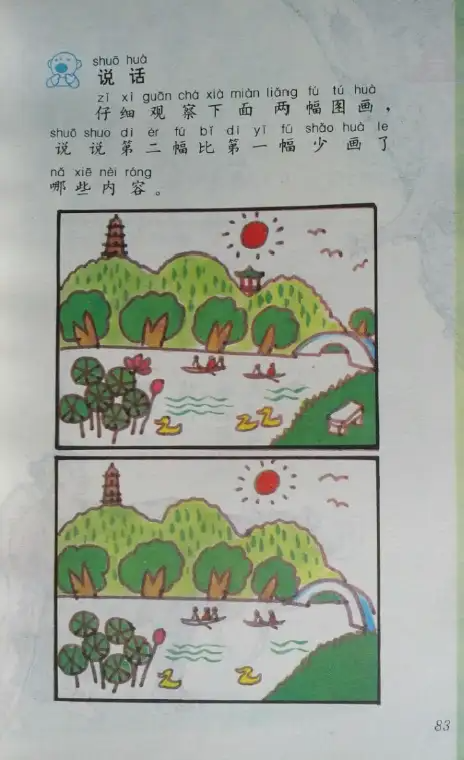 shuō huà
说话
zǐ xì guān chá xià miàn liǎng fú tú huà
仔细观察下面两幅图画，
shuō shuo dì èr fú bǐ dì yī fú shǎo huà le
说说第二幅比第一幅少画了
nǎ xiē nèi róng
哪些内容。
83